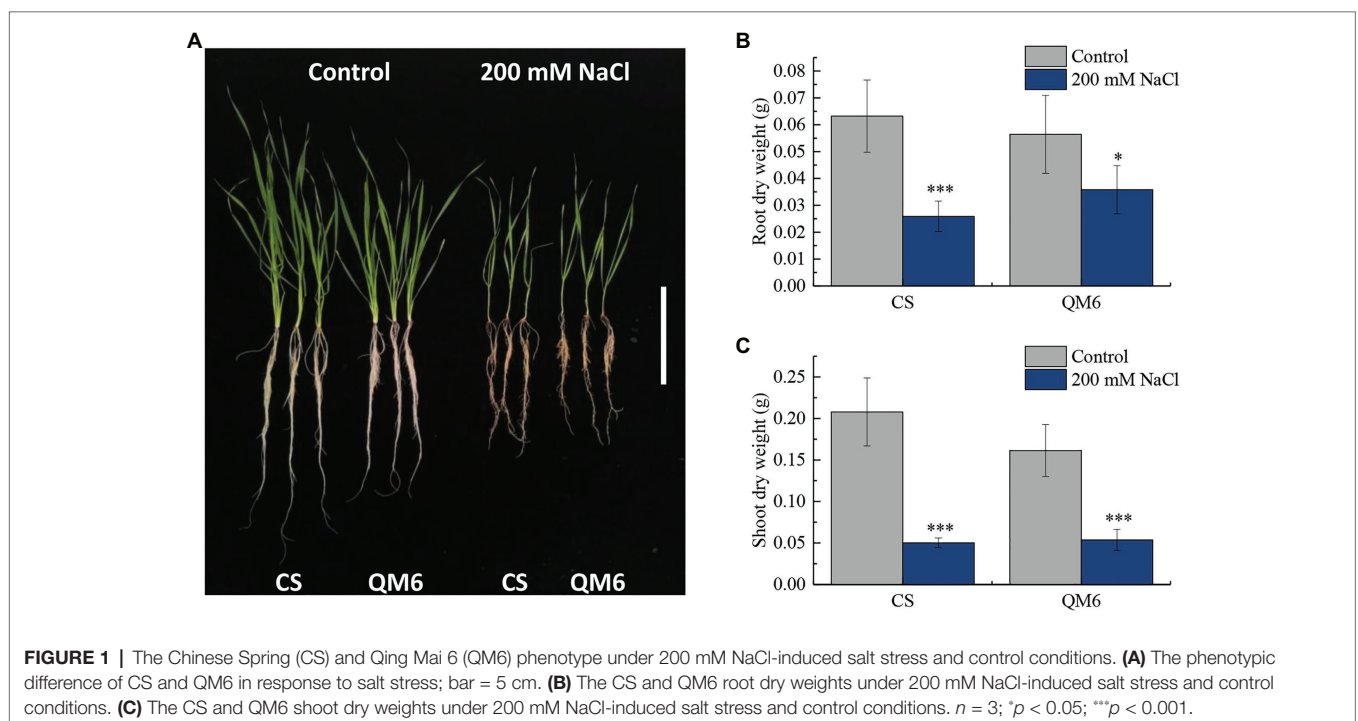 A
Control 200 mM NaCl
CS QM6 CS QM6
B
Control
200 mM NaCl
Root dry weight (g)
0.08
0.07
0.06
0.05
0.04
0.03
0.02
0.01
0.00
***
*
CS QM6
C
Control
200 mM NaCl
Shoot dry weight (g)
0.25
0.20
0.15
0.10
0.05
0.00
***
***
CS QM6
FIGURE 1 | The Chinese Spring (CS) and Qing Mai 6 (QM6) phenotype under 200 mM NaCl-induced salt stress and control conditions. (A) The phenotypic
difference of CS and QM6 in response to salt stress; bar = 5 cm. (B) The CS and QM6 root dry weights under 200 mM NaCl-induced salt stress and control
conditions. (C) The CS and QM6 shoot dry weights under 200 mM NaCl-induced salt stress and control conditions. n = 3; *p < 0.05; ***p < 0.001.